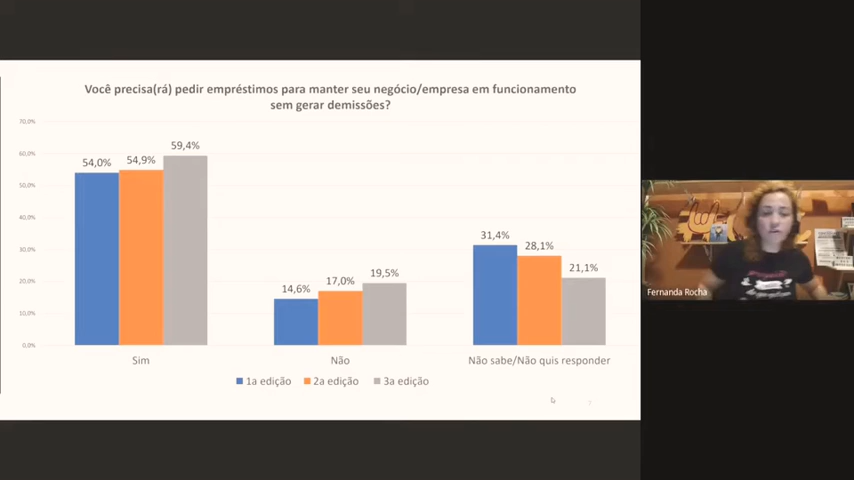 Você precisa(rá) pedir empréstimos para manter seu negócio/empresa em funcionamento
sem gerar demissões?
70,0%
60,0%
50,0%
40,0%
30,0%
20,0%
10,0%
0,0%
54,0%
54,9%
59,4%
14,6%
17,0%
19,5%
31,4%
28,1%
21,1%
Sim
Não
Não sabe/Não quis responder
1a edição
2a edição
3a edição
Fernanda Rocha